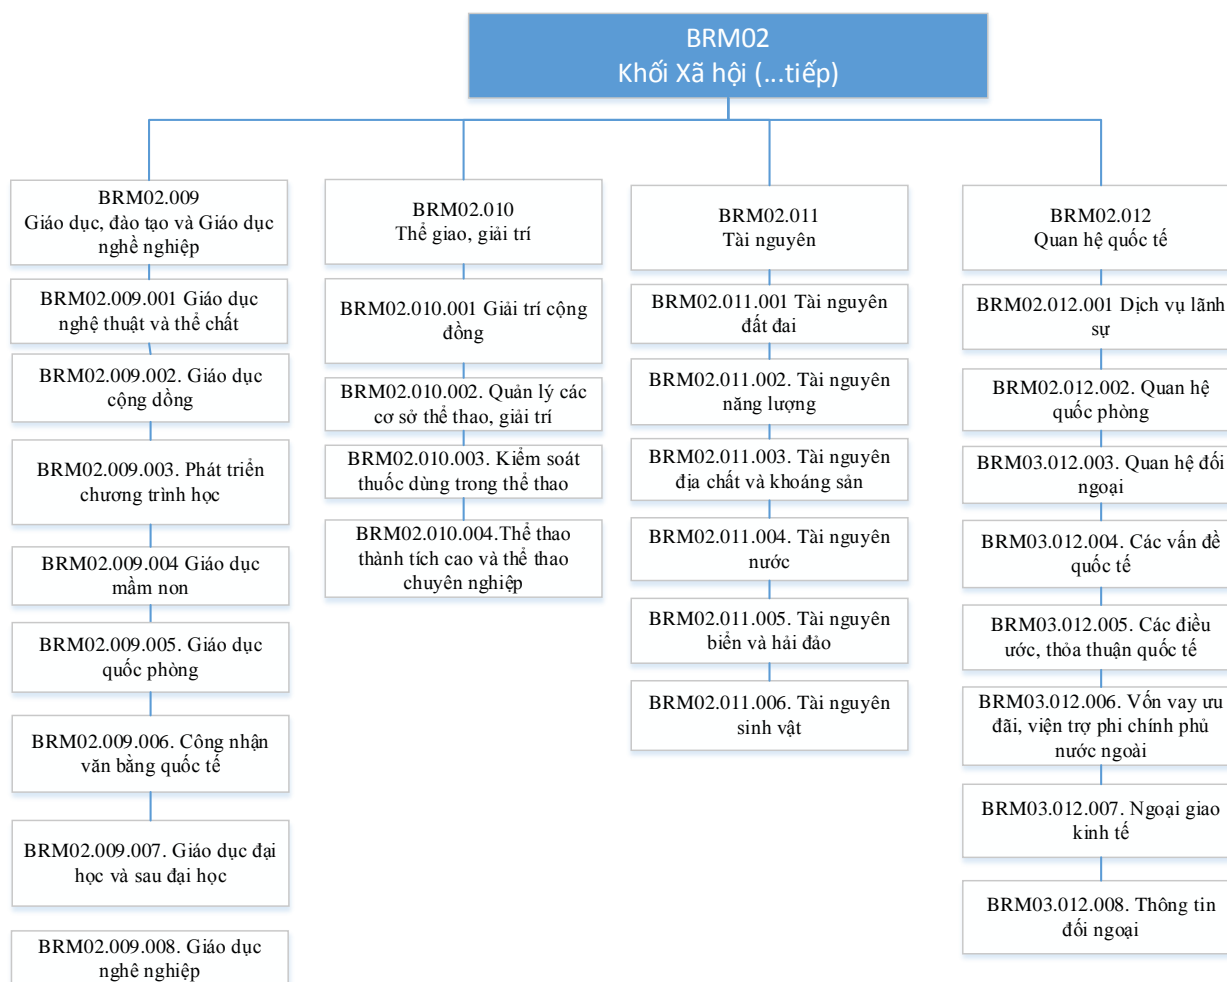 BRM02
Khối Xã hội (...tiếp)
BRM02.009
Giáo dục, đào tạo và Giáo dục
nghề nghiệp
BRM02.009.001 Giáo dục
nghệ thuật và thể chất
BRM02.009.002. Giáo dục
cộng dồng
BRM02.009.003. Phát triển
chương trình học
BRM02.009.004 Giáo dục
mầm non
BRM02.009.005. Giáo dục
quốc phòng
BRM02.009.006. Công nhận
văn bằng quốc tế
BRM02.009.007. Giáo dục đại
học và sau đại học
BRM02.009.008. Giáo dục
nghê nghiệp
BRM02.010
Thể giao, giải trí
BRM02.010.001 Giải trí cộng
đồng
BRM02.010.002. Quản lý các
cơ sở thể thao, giải trí
BRM02.010.003. Kiểm soát
thuốc dùng trong thể thao
BRM02.010.004.Thể thao
thành tích cao và thể thao
chuyên nghiệp
BRM02.011
Tài nguyên
BRM02.011.001 Tài nguyên
đất đai
BRM02.011.002. Tài nguyên
năng lượng
BRM02.011.003. Tài nguyên
địa chất và khoáng sản
BRM02.011.004. Tài nguyên
nước
BRM02.011.005. Tài nguyên
biển và hải đảo
BRM02.011.006. Tài nguyên
sinh vật
BRM02.012
Quan hệ quốc tế
BRM02.012.001 Dịch vụ lãnh
sự
BRM02.012.002. Quan hệ
quốc phòng
BRM03.012.003. Quan hệ đối
ngoại
BRM03.012.004. Các vấn đề
quốc tế
BRM03.012.005. Các điều
ước, thỏa thuận quốc tế
BRM03.012.006. Vốn vay ưu
đãi, viện trợ phi chính phủ
nước ngoài
BRM03.012.007. Ngoại giao
kinh tế
BRM03.012.008. Thông tin
đối ngoại